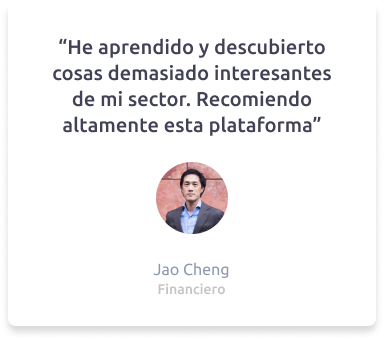 “He aprendido y descubierto
cosas demasiado interesantes
de mi sector. Recomiendo
altamente esta plataforma”
Jao Cheng
Financiero